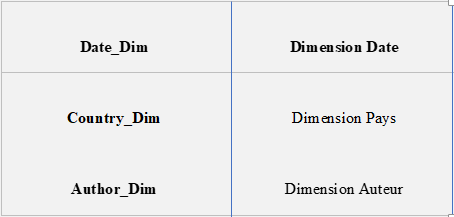 Date_Dim Dimension Date
Country_Dim Dimension Pays
Author_Dim Dimension Auteur